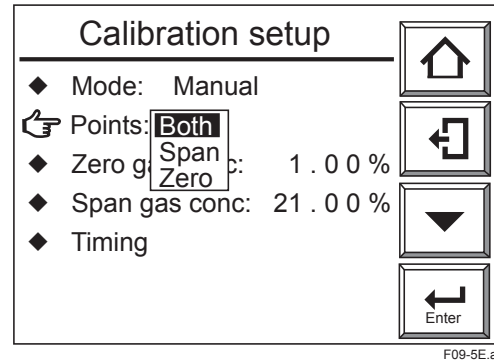 Calibration setup
Mode: Manual
Points: Both
Span
Zero
Zero g c: 1.00%
Span gas conc: 21.00%
Timing
Enter
F09-5E.a